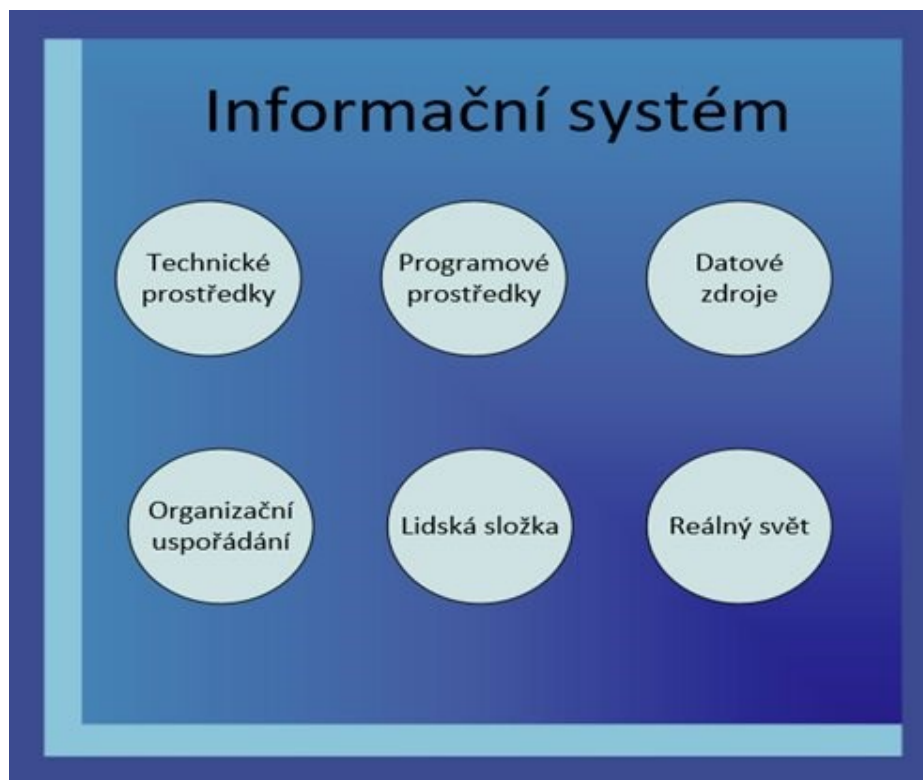 Informační systém
Technické
prostředky
Programové
prostředky
Datové
zdroje
Organizační
uspořádání
Lidská složka
Reálný svět